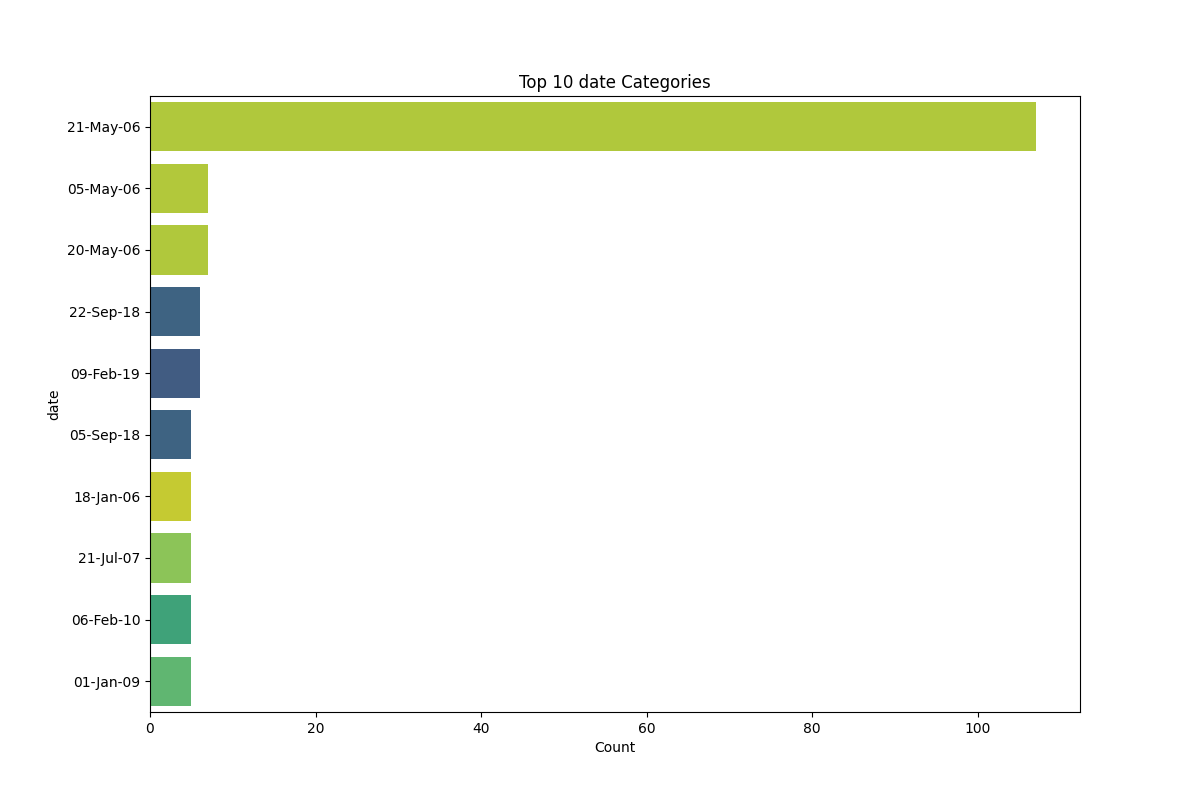 Top 10 date Categories
21-May-06
05-May-06
20-May-06
22-Sep-18
09-Feb-19
05-Sep-18
18-Jan-06
21-Jul-07
06-Feb-10
01-Jan-09
date
0 20 40 60 80 100
Count